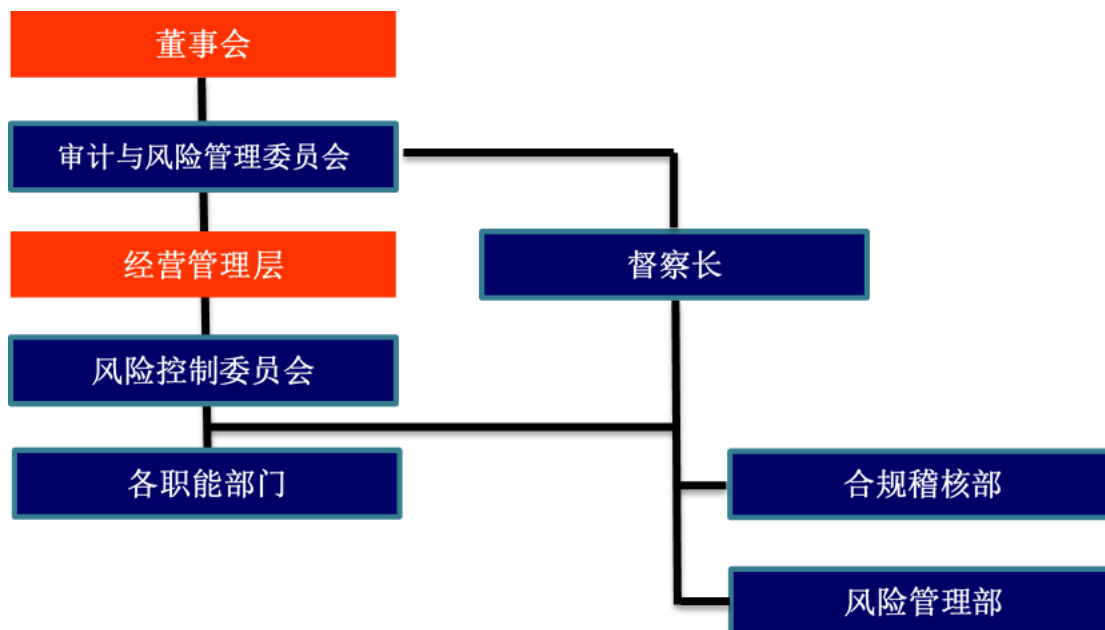 董事会
审计与风险管理委员会
经营管理层
督察长
风险控制委员会
各职能部门
合规稽核部
风险管理部